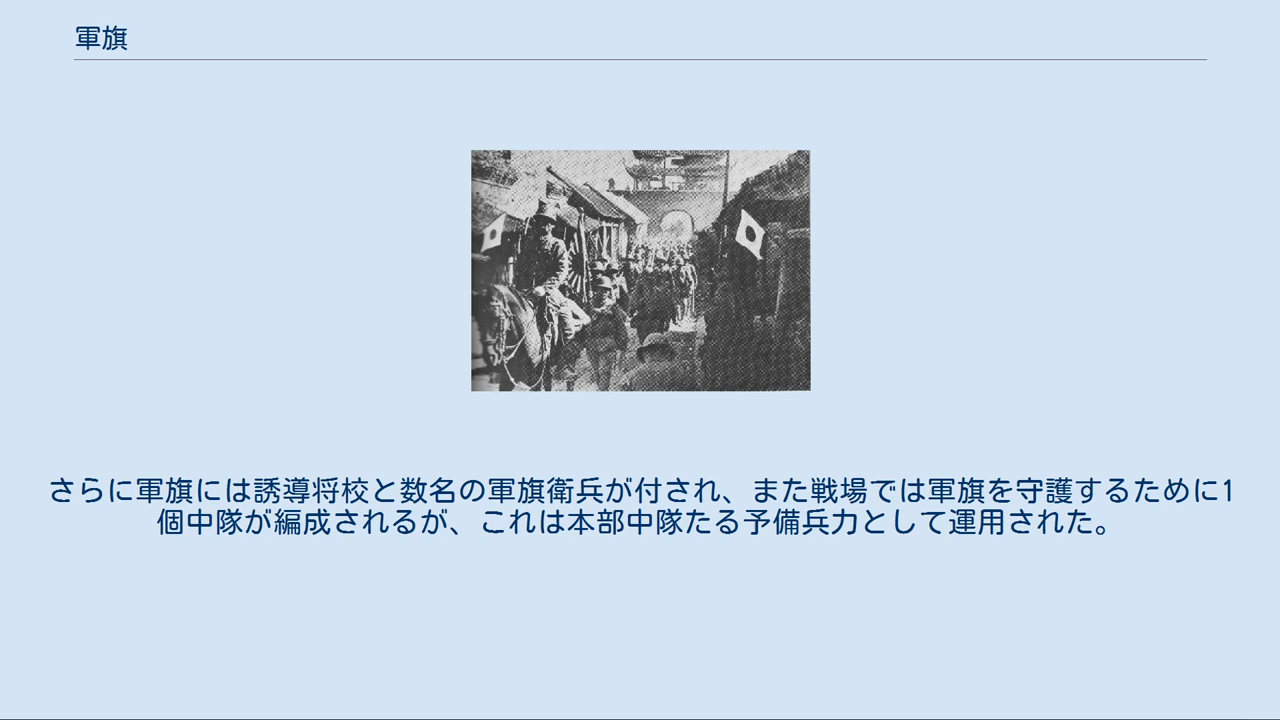 軍旗
さらに軍旗には誘導将校と数名の軍旗衛兵が付され、また戦場では軍旗を守護するために1
個中隊が編成されるが、これは本部中隊たる予備兵力として運用された。